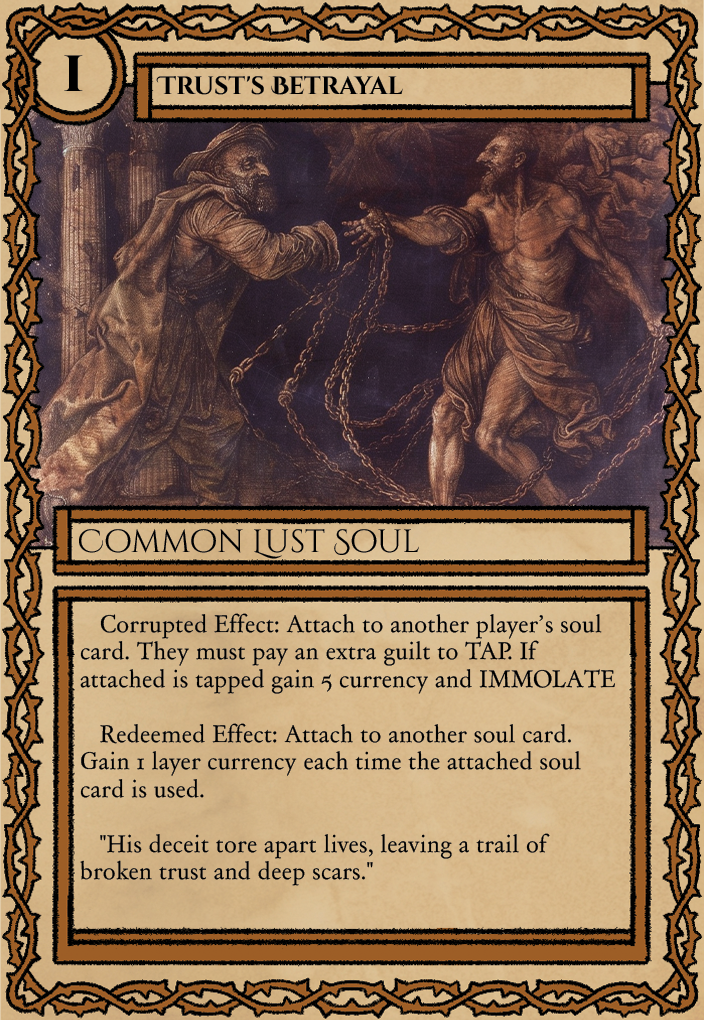 I
Trust's Betrayal
Common Lust Soul
Corrupted Effect: Attach to another player's soul
card. They must pay an extra guilt to TAP. If
attached is tapped gain 5 currency and IMMOLATE
Redeemed Effect: Attach to another soul card.
Gain 1 layer currency each time the attached soul
card is used.
"His deceit tore apart lives, leaving a trail of
broken trust and deep scars."